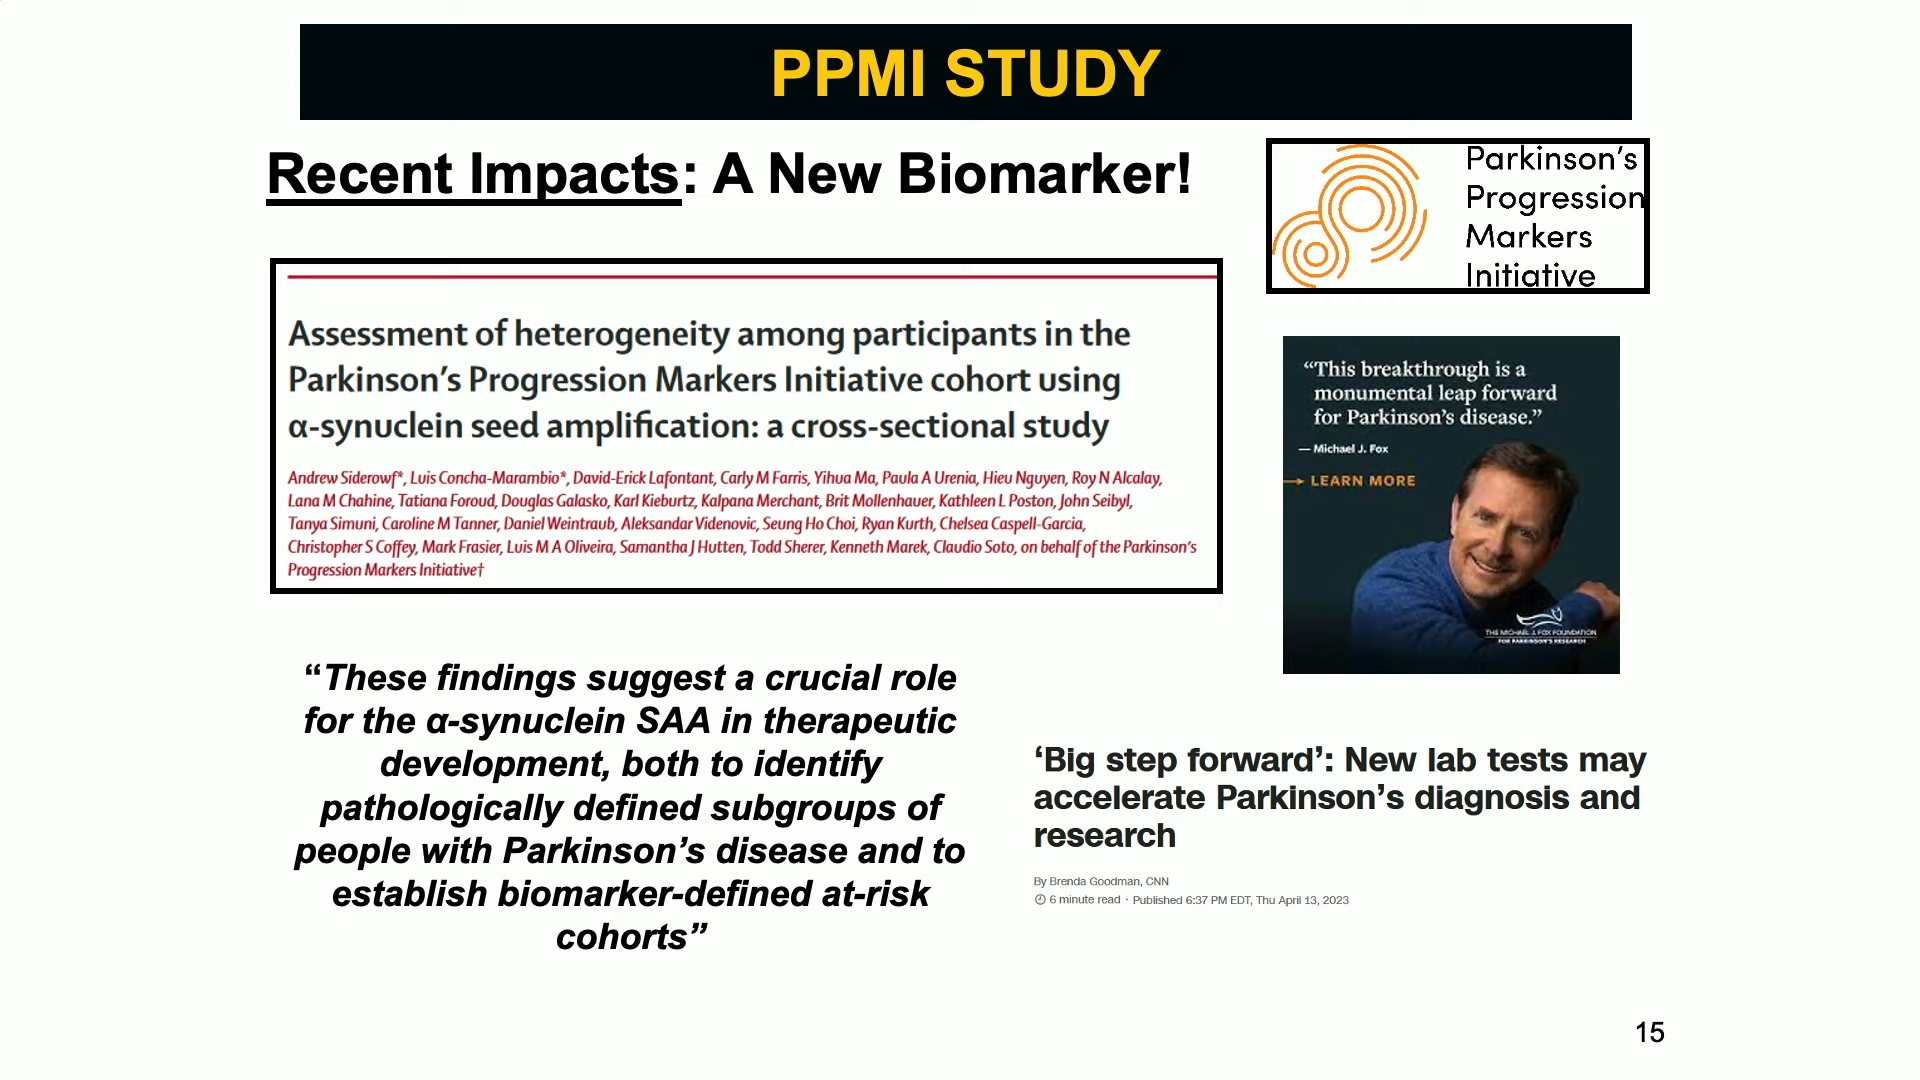 PPMI STUDY
Recent Impacts: A New Biomarker!
Parkinson's
Progression
Markers
Initiative
Assessment of heterogeneity among participants in the
Parkinson's Progression Markers Initiative cohort using
α-synuclein seed amplification: a cross-sectional study
Andrew Siderowf*, Luis Concha-Marambio*, David-Erick Lafontant, Carly M Farris, Yihua Ma, Paula A Urenia, Hieu Nguyen, Roy N Alcalay,
Lana M Chahine, Tatiana Foroud, Douglas Galasko, Karl Kieburtz, Kalpana Merchant, Brit Mollenhauer, Kathleen L Poston, John Seibyl,
Tanya Simuni, Caroline M Tanner, Daniel Weintraub, Aleksandar Videnovic, Seung Ho Choi, Ryan Kurth, Chelsea Caspell-Garcia,
Christopher S Coffey, Mark Frasier, Luis M A Oliveira, Samantha J Hutten, Todd Sherer, Kenneth Marek, Claudio Soto, on behalf of the Parkinson's
Progression Markers Initiative†
“This breakthrough is a
monumental leap forward
for Parkinson's disease.”
— Michael J. Fox
→ LEARN MORE
THE MICHAEL J. FOX FOUNDATION
FOR PARKINSON'S RESEARCH
“These findings suggest a crucial role
for the α-synuclein SAA in therapeutic
development, both to identify
pathologically defined subgroups of
people with Parkinson's disease and to
establish biomarker-defined at-risk
cohorts”
‘Big step forward’: New lab tests may
accelerate Parkinson's diagnosis and
research
By Brenda Goodman, CNN
6 minute read · Published 6:37 PM EDT, Thu April 13, 2023
15